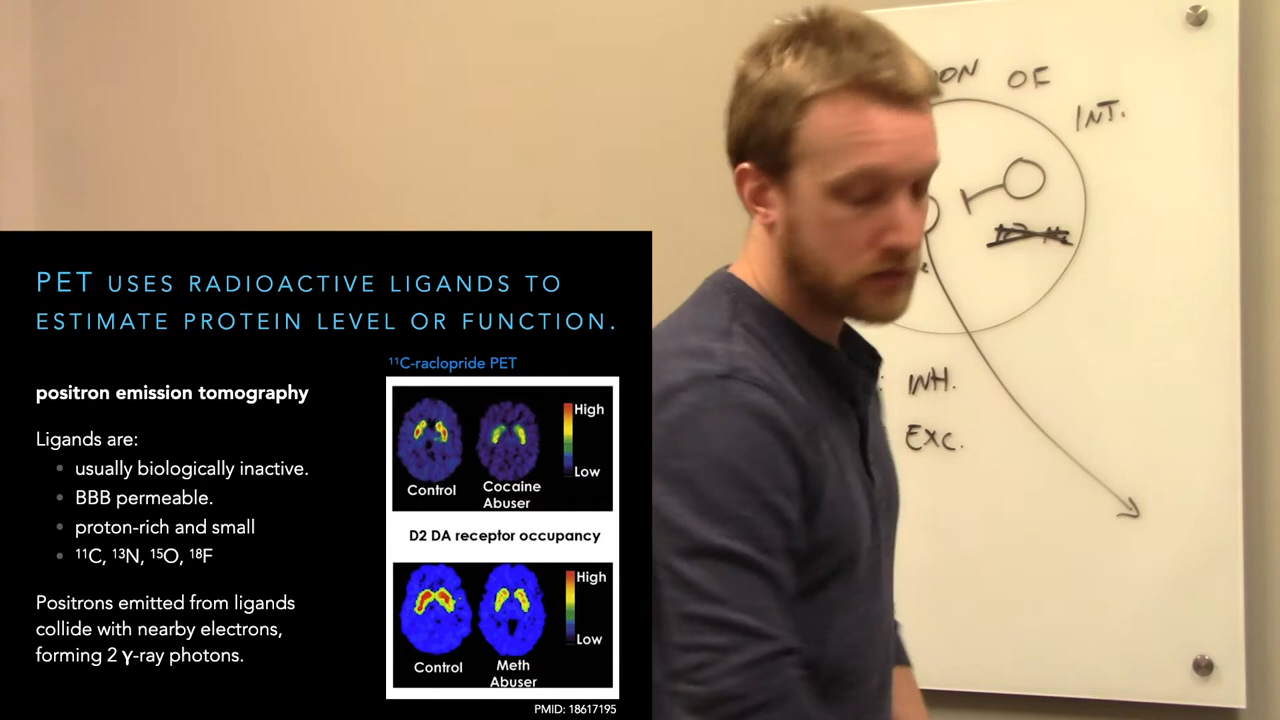 PET USES RADIOACTIVE LIGANDS TO
ESTIMATE PROTEIN LEVEL OR FUNCTION.
positron emission tomography
Ligands are:
• usually biologically inactive.
• BBB permeable.
• proton-rich and small
• ¹¹C, ¹³N, ¹⁵O, ¹⁸F
Positrons emitted from ligands
collide with nearby electrons,
forming 2 γ-ray photons.
¹¹C-raclopride PET
High
Low
Control
Cocaine
Abuser
D2 DA receptor occupancy
High
Low
Control
Meth
Abuser
PMID: 18617195
OF
INT.
INH.
EXC.